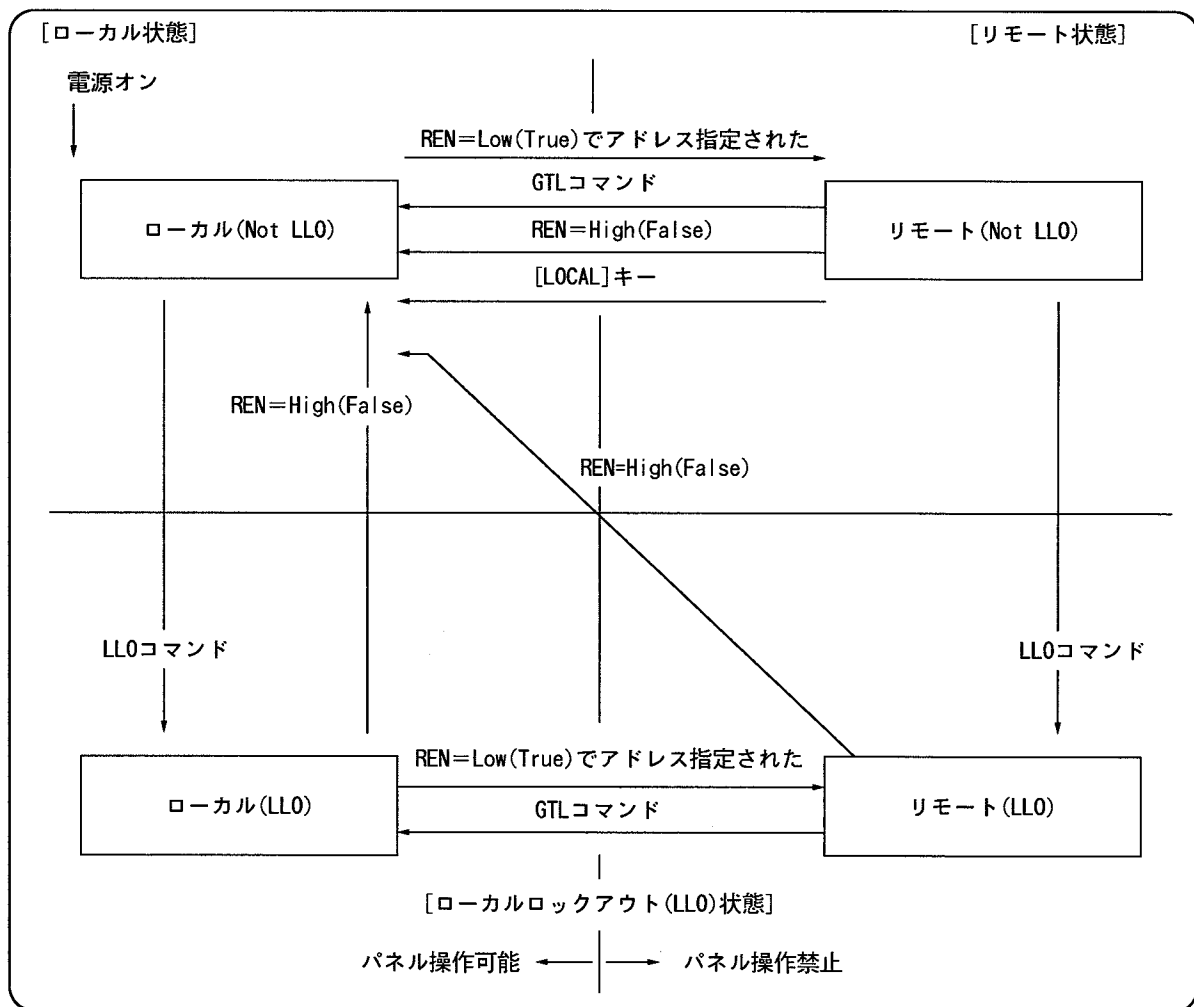 [ローカル状態]
[リモート状態]
電源オン
REN=Low(True)でアドレス指定された
GTLコマンド
ローカル(Not LLO)
REN=High(False)
リモート(Not LLO)
[LOCAL]キー
REN=High(False)
REN=High(False)
LLOコマンド
LLOコマンド
REN=Low(True)でアドレス指定された
ローカル(LLO)
GTLコマンド
リモート(LLO)
[ローカルロックアウト(LLO)状態]
パネル操作可能
パネル操作禁止